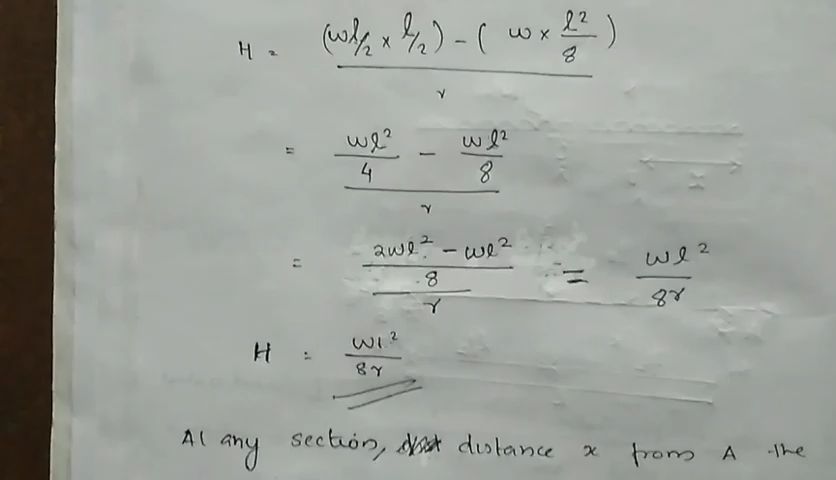 H = (wl/2 × l/2) - ( w × l²/8 ) / r
= wl²/4 - wl²/8 / r
= 2wl² - wl² / 8 / r = wl²/8r
H = wl²/8r
At any section, distance x from A the